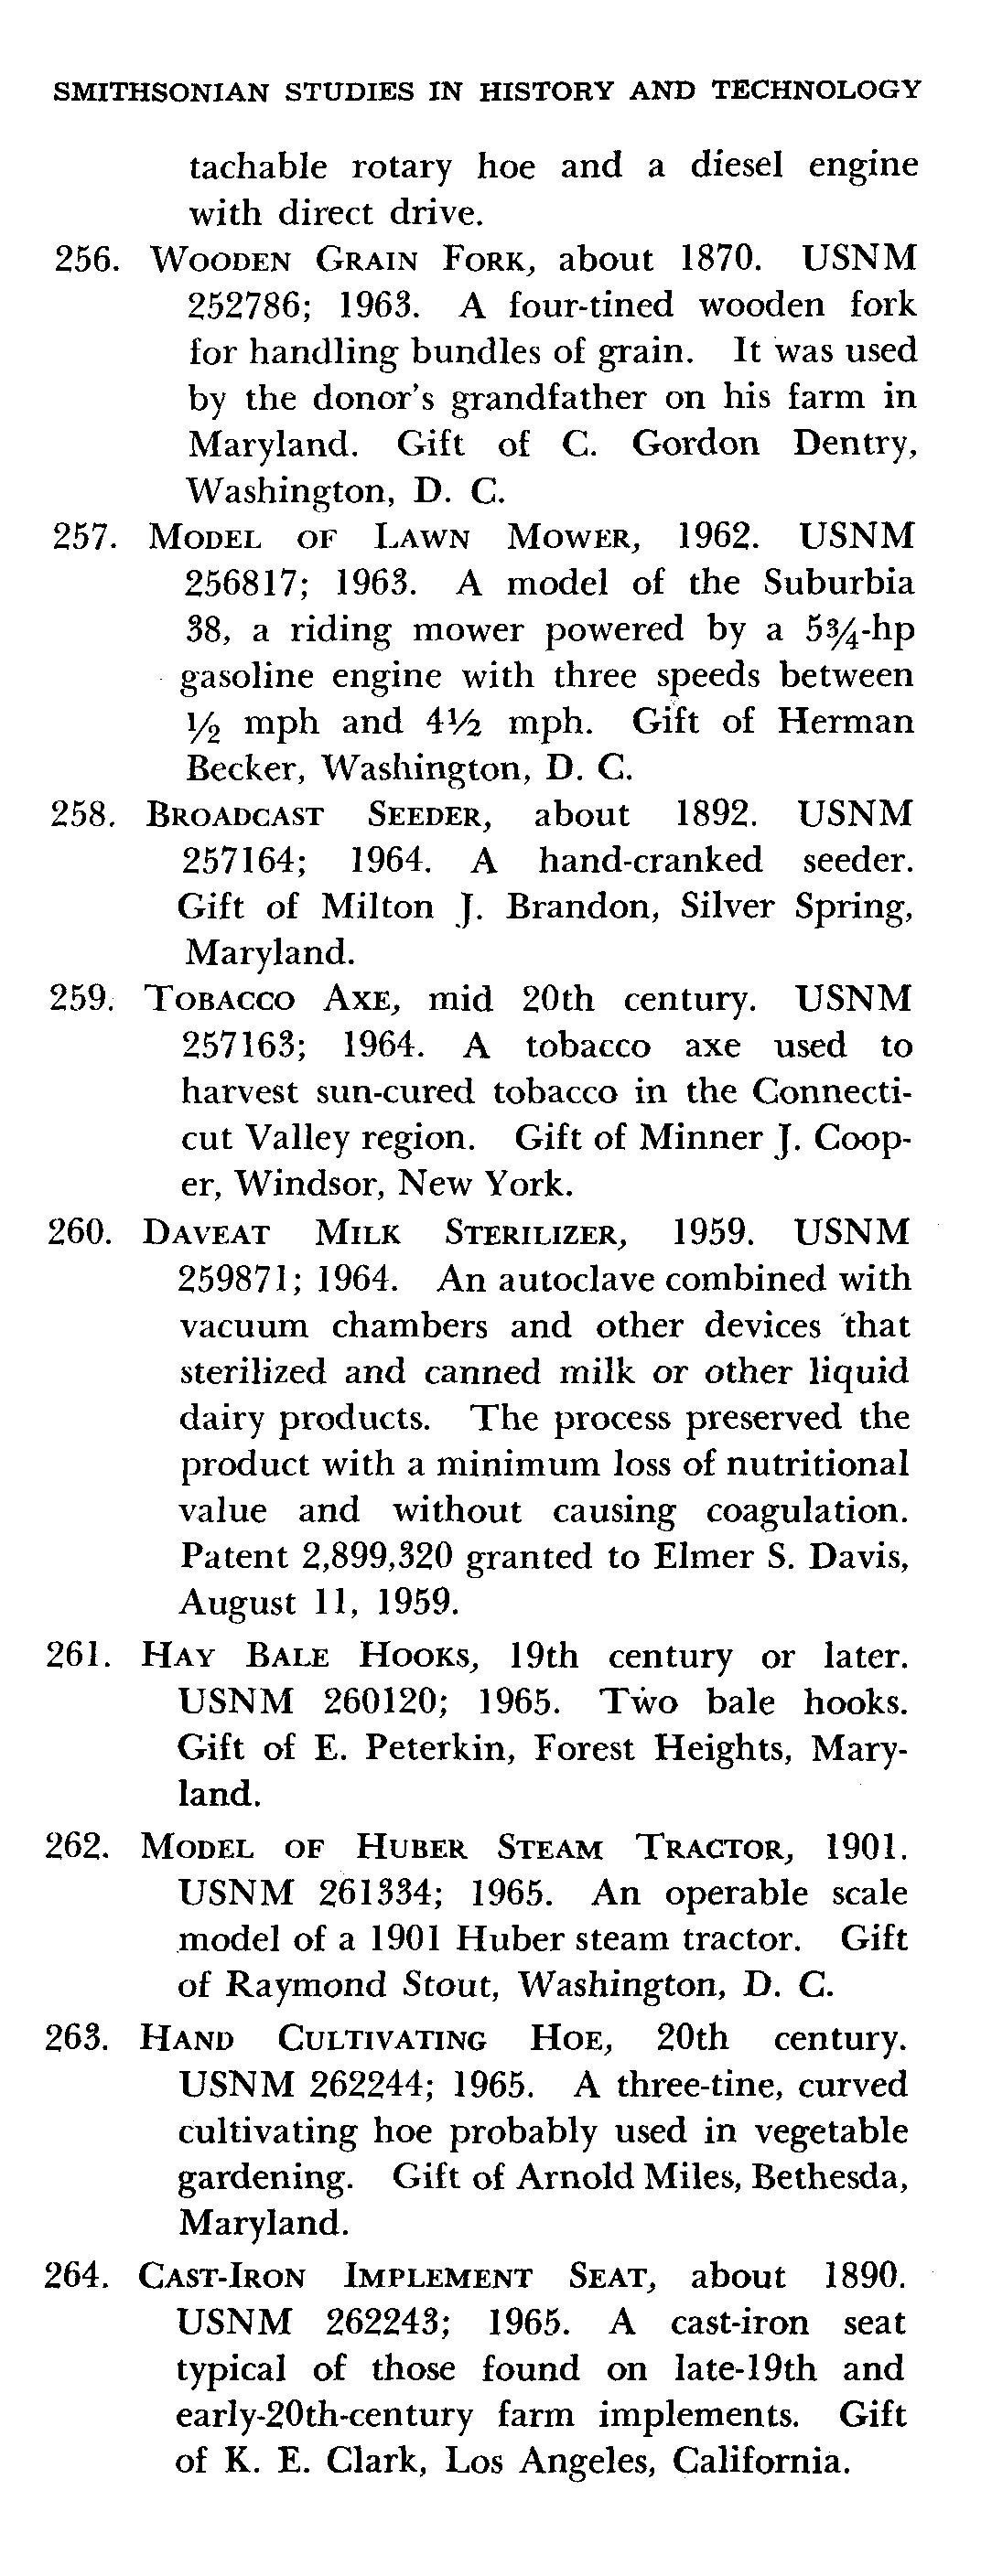 SMITHSONIAN STUDIES IN HISTORY AND TECHNOLOGY
tachable rotary hoe and a diesel engine
with direct drive.
256. WOODEN GRAIN FORK, about 1870. USNM
252786; 1963. A four-tined wooden fork
for handling bundles of grain. It was used
by the donor's grandfather on his farm in
Maryland. Gift of C. Gordon Dentry,
Washington, D. C.
257. MODEL OF LAWN MOWER, 1962. USNM
256817; 1963. A model of the Suburbia
38, a riding mower powered by a 5¾-hp
gasoline engine with three speeds between
½ mph and 4½ mph. Gift of Herman
Becker, Washington, D. C.
258. BROADCAST SEEDER, about 1892. USNM
257164; 1964. A hand-cranked seeder.
Gift of Milton J. Brandon, Silver Spring,
Maryland.
259. TOBACCO AXE, mid 20th century. USNM
257163; 1964. A tobacco axe used to
harvest sun-cured tobacco in the Connecti-
cut Valley region. Gift of Minner J. Coop-
er, Windsor, New York.
260. DAVEAT MILK STERILIZER, 1959. USNM
259871; 1964. An autoclave combined with
vacuum chambers and other devices that
sterilized and canned milk or other liquid
dairy products. The process preserved the
product with a minimum loss of nutritional
value and without causing coagulation.
Patent 2,899,320 granted to Elmer S. Davis,
August 11, 1959.
261. HAY BALE HOOKS, 19th century or later.
USNM 260120; 1965. Two bale hooks.
Gift of E. Peterkin, Forest Heights, Mary-
land.
262. MODEL OF HUBER STEAM TRACTOR, 1901.
USNM 261334; 1965. An operable scale
model of a 1901 Huber steam tractor. Gift
of Raymond Stout, Washington, D. C.
263. HAND CULTIVATING HOE, 20th century.
USNM 262244; 1965. A three-tine, curved
cultivating hoe probably used in vegetable
gardening. Gift of Arnold Miles, Bethesda,
Maryland.
264. CAST-IRON IMPLEMENT SEAT, about 1890.
USNM 262243; 1965. A cast-iron seat
typical of those found on late-19th and
early-20th-century farm implements. Gift
of K. E. Clark, Los Angeles, California.